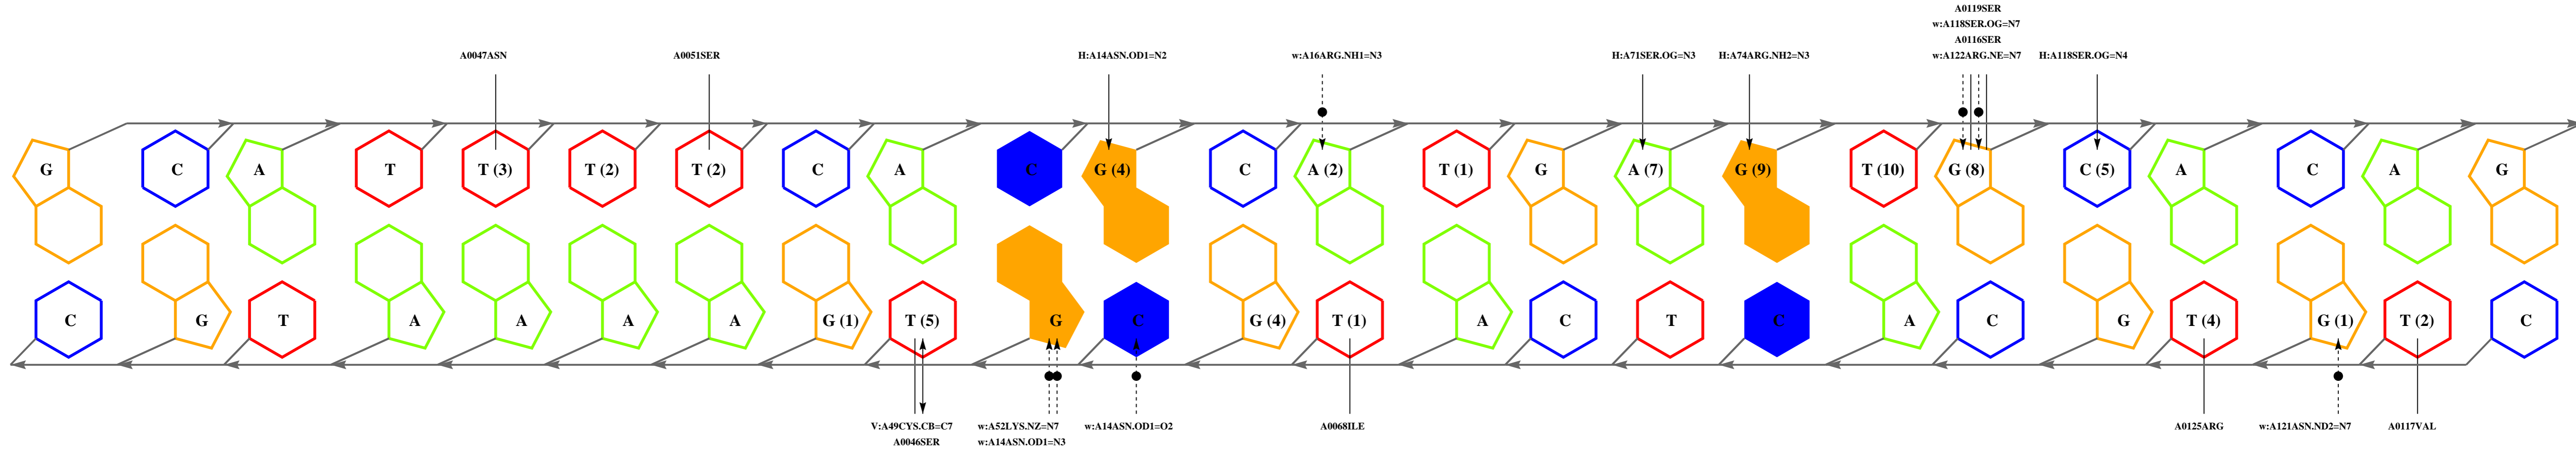 A0119SER
w:A118SER.OG=N7
A0116SER
A0047ASN A0051SER H:A14ASN.OD1=N2 w:A16ARG.NH1=N3 H:A71SER.OG=N3 H:A74ARG.NH2=N3 w:A122ARG.NE=N7 H:A118SER.OG=N4
G C A T T (3) T (2) T (2) C A C G (4) C A (2) T (1) G A (7) G (9) T (10) G (8) C (5) A C A G
C G T A A A A G (1) T (5) G C G (4) T (1) A C T C A C G T (4) G (1) T (2) C
V:A49CYS.CB=C7 w:A52LYS.NZ=N7 w:A14ASN.OD1=O2 A0068ILE A0125ARG w:A121ASN.ND2=N7 A0117VAL
A0046SER w:A14ASN.OD1=N3